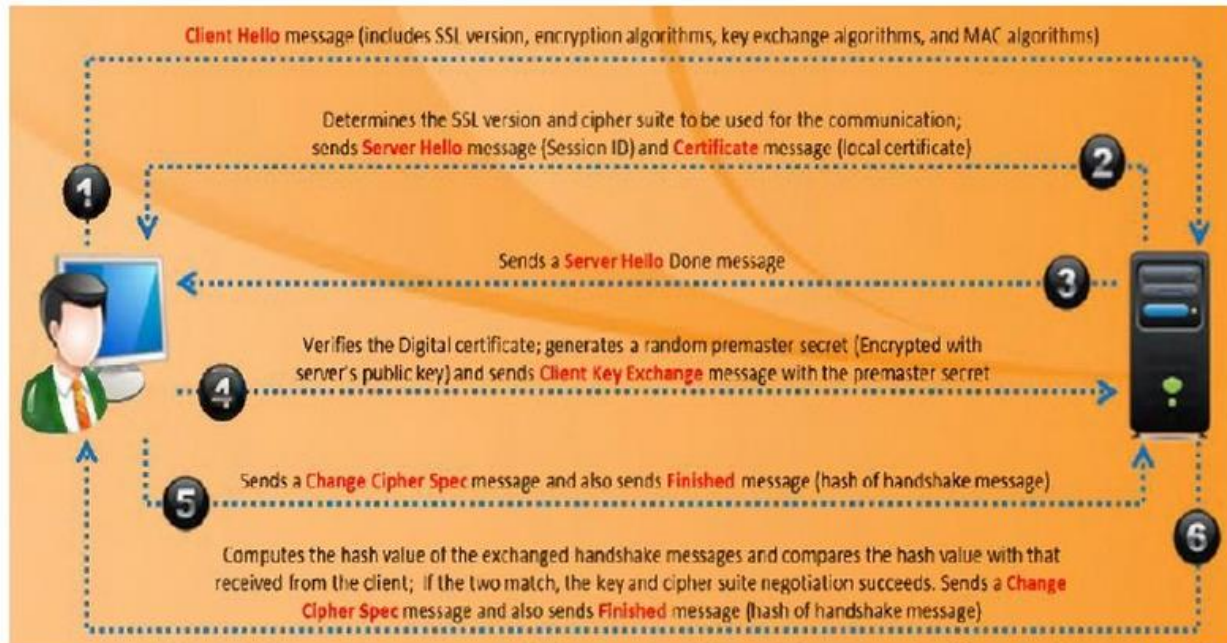 Client Hello message (includes SSL version, encryption algorithms, key exchange algorithms, and MAC algorithms)
Determines the SSL version and cipher suite to be used for the communication;
sends Server Hello message (Session ID) and Certificate message (local certificate)
2
1
Sends a Server Hello Done message
3
Verifies the Digital certificate; generates a random premaster secret (Encrypted with
server's public key) and sends Client Key Exchange message with the premaster secret
4
Sends a Change Cipher Spec message and also sends Finished message (hash of handshake message)
5
6
Computes the hash value of the exchanged handshake messages and compares the hash value with that
received from the client; If the two match, the key and cipher suite negotiation succeeds. Sends a Change
Cipher Spec message and also sends Finished message (hash of handshake message)